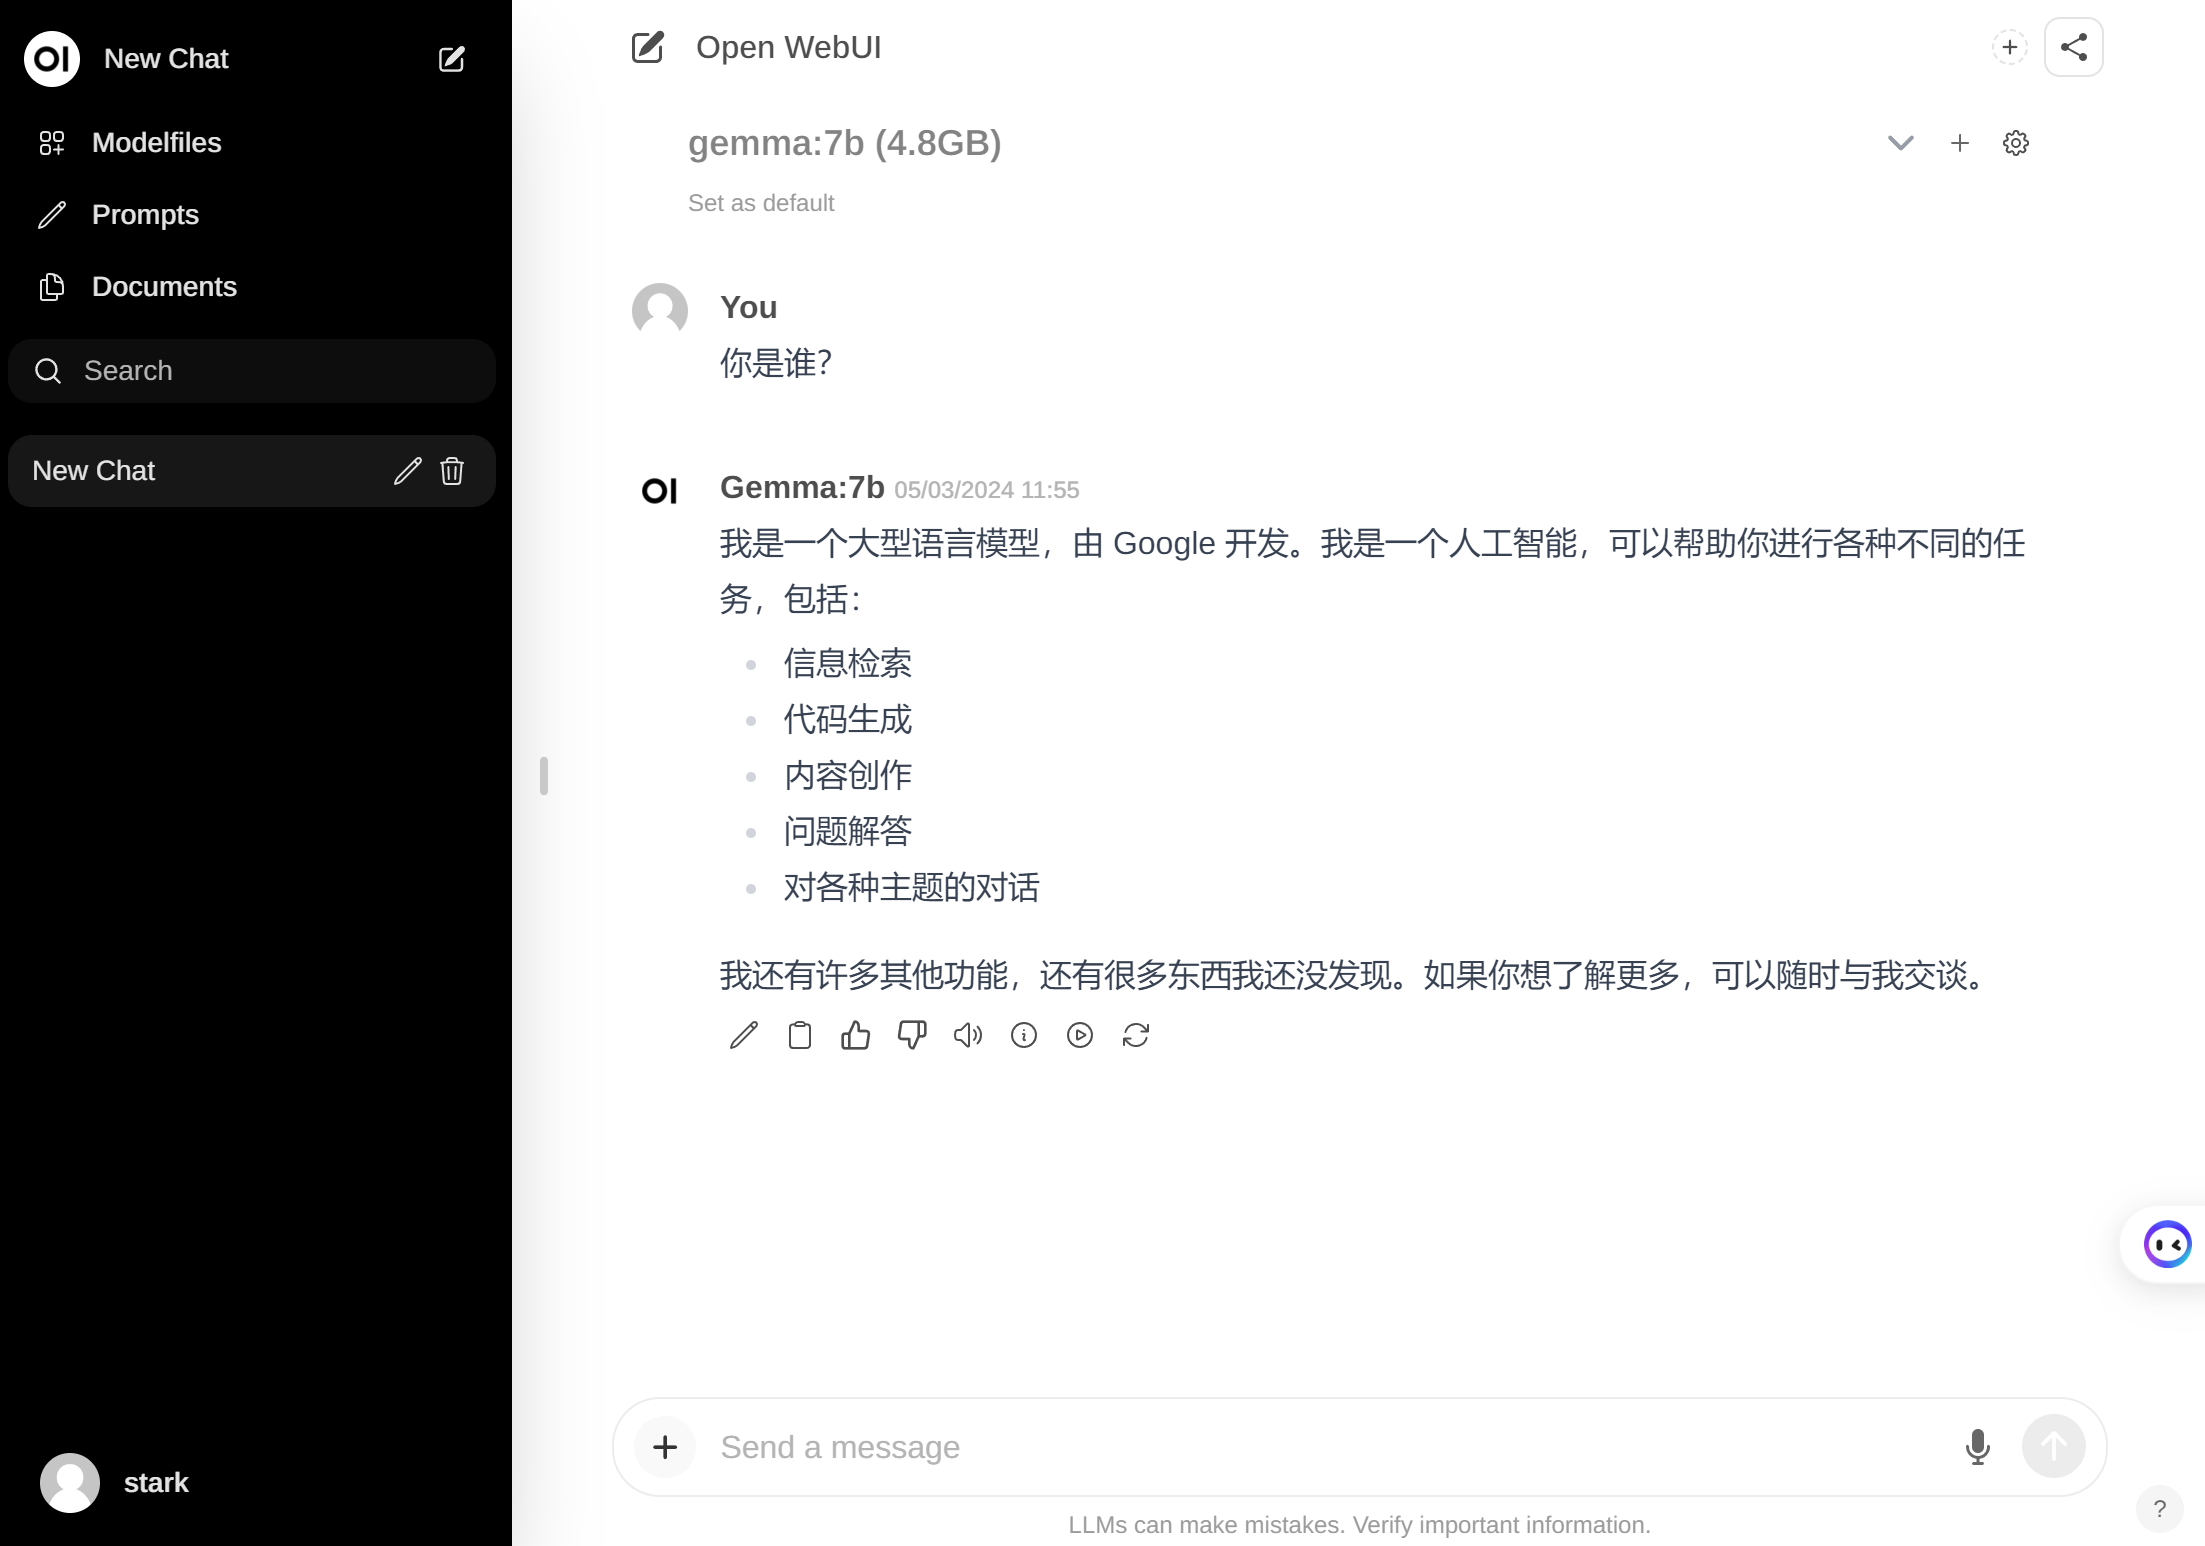 OI New Chat
Modelfiles
Prompts
Documents
Search
New Chat
stark
Open WebUI
gemma:7b (4.8GB)
Set as default
You
你是谁？
OI Gemma:7b 05/03/2024 11:55
我是一个大型语言模型，由 Google 开发。我是一个人工智能，可以帮助你进行各种不同的任
务，包括：
信息检索
代码生成
内容创作
问题解答
对各种主题的对话
我还有许多其他功能，还有很多东西我还没发现。如果你想了解更多，可以随时与我交谈。
Send a message
LLMs can make mistakes. Verify important information.
?